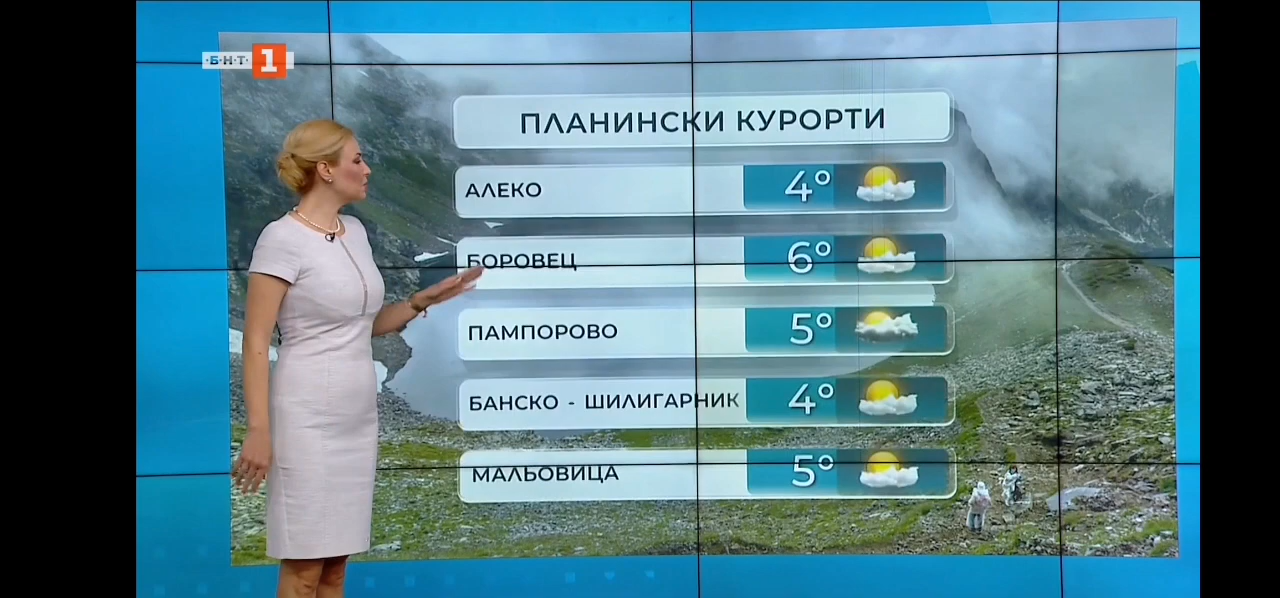 БНТ 1
ПЛАНИНСКИ КУРОРТИ
АЛЕКО 4°
БОРОВЕЦ 6°
ПАМПОРОВО 5°
БАНСКО - ШИЛИГАРНИК 4°
МАЛЬОВИЦА 5°